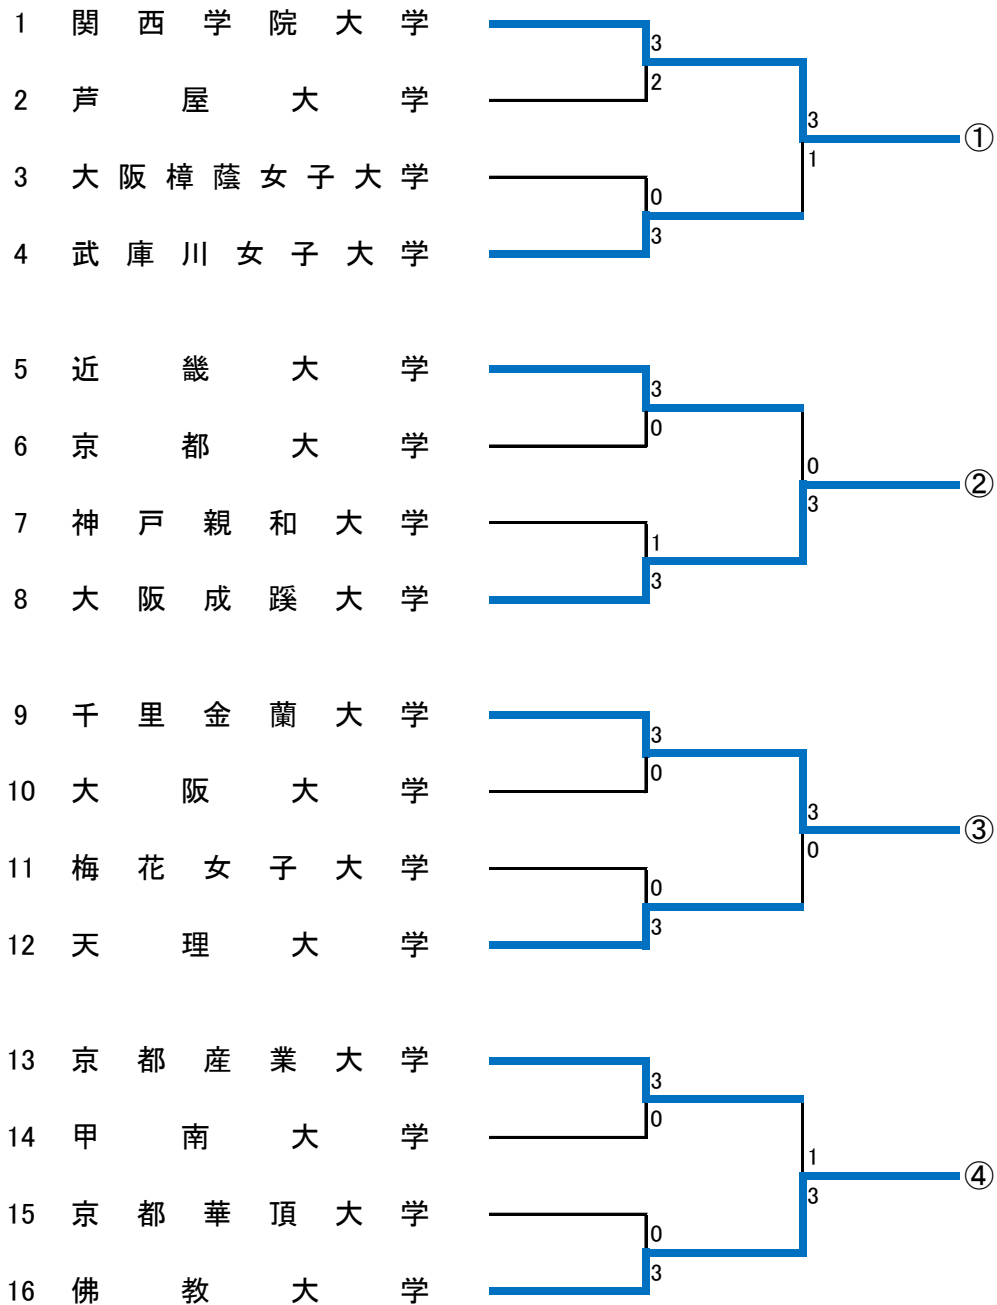 1 関西学院大学
3
2
2 芦屋大学
3
1
①
3 大阪樟蔭女子大学
0
3
4 武庫川女子大学
5 近畿大学
3
0
6 京都大学
0
3
②
7 神戸親和大学
1
3
8 大阪成蹊大学
9 千里金蘭大学
3
0
10 大阪大学
3
0
③
11 梅花女子大学
0
3
12 天理大学
13 京都産業大学
3
0
14 甲南大学
1
3
④
15 京都華頂大学
0
3
16 佛教大学